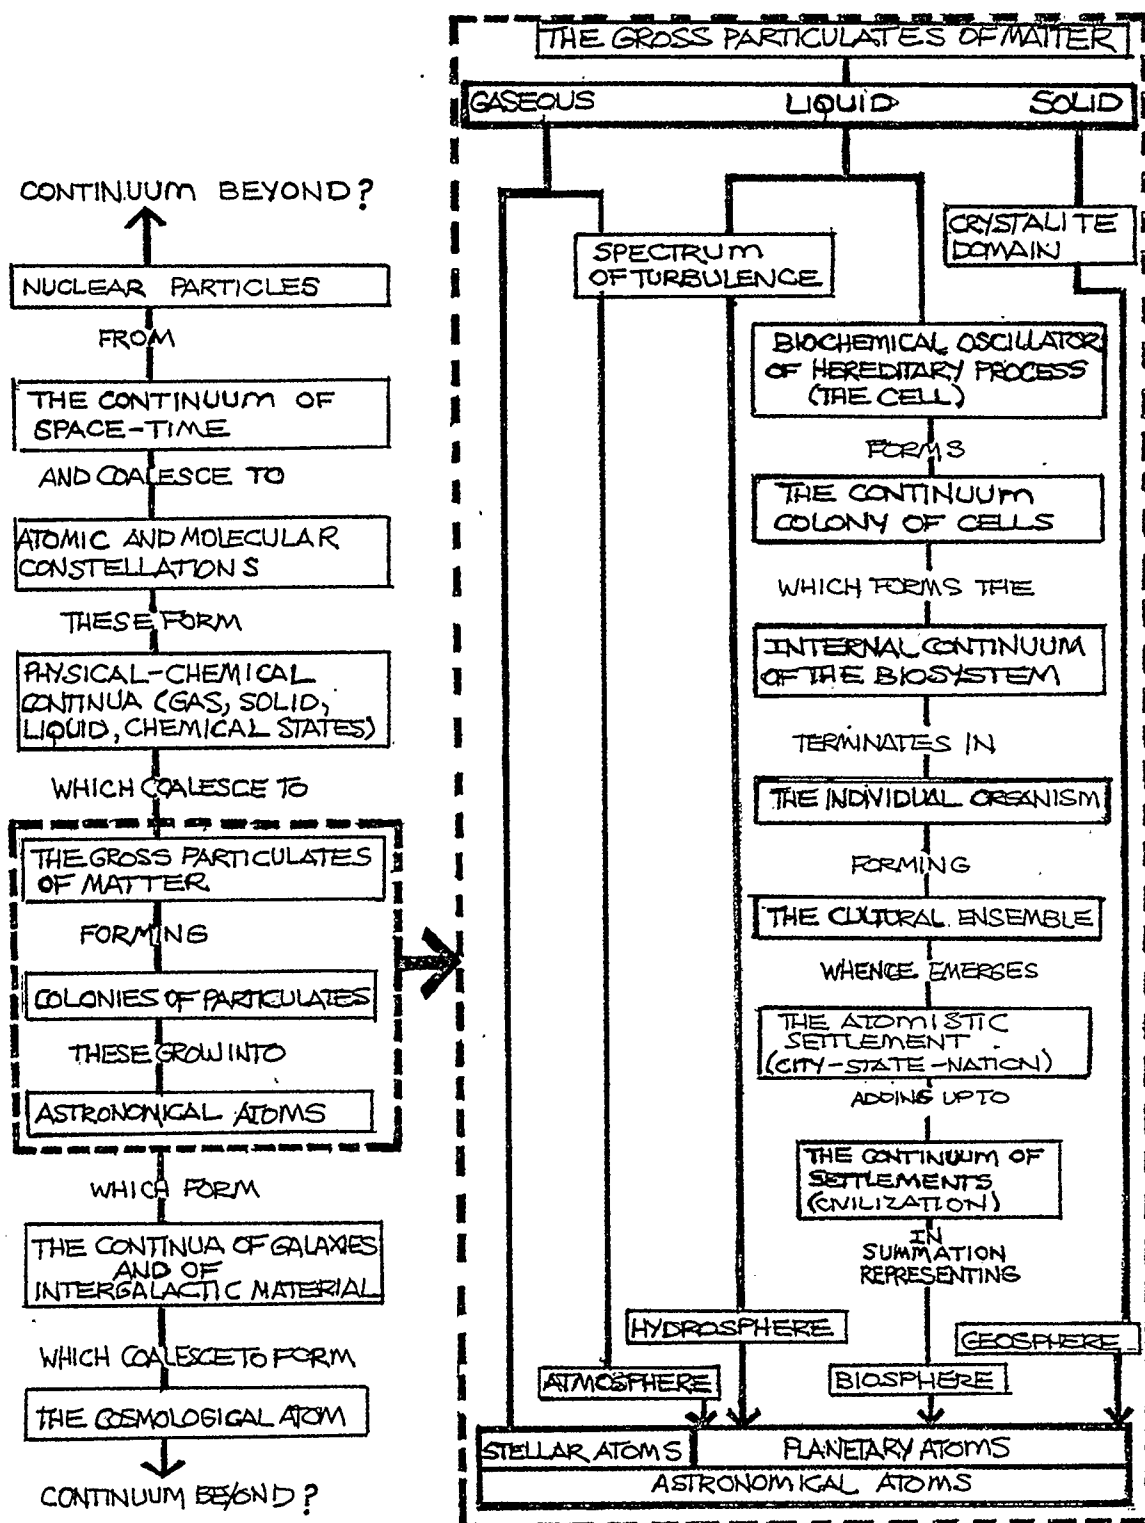 CONTINUUM BEYOND?
NUCLEAR PARTICLES
FROM
THE CONTINUUM OF
SPACE-TIME
AND COALESCE TO
ATOMIC AND MOLECULAR
CONSTELLATIONS
THESE FORM
PHYSICAL-CHEMICAL
CONTINUA (GAS, SOLID,
LIQUID, CHEMICAL STATES)
WHICH COALESCE TO
THE GROSS PARTICULATES
OF MATTER
FORMING
COLONIES OF PARTICULATES
THESE GROW INTO
ASTRONOMICAL ATOMS
WHICH FORM
THE CONTINUA OF GALAXIES
AND OF
INTERGALACTIC MATERIAL
WHICH COALESCE TO FORM
THE COSMOLOGICAL ATOM
CONTINUUM BEYOND?
THE GROSS PARTICULATES OF MATTER
GASEOUS LIQUID SOLID
SPECTRUM
OF TURBULENCE
CRYSTALITE
DOMAIN
BIOCHEMICAL OSCILLATOR
OF HEREDITARY PROCESS
(THE CELL)
FORMS
THE CONTINUUM
COLONY OF CELLS
WHICH FORMS THE
INTERNAL CONTINUUM
OF THE BIOSYSTEM
TERMINATES IN
THE INDIVIDUAL ORGANISM
FORMING
THE CULTURAL ENSEMBLE
WHENCE EMERGES
THE ATOMISTIC
SETTLEMENT
(CITY-STATE-NATION)
ADDING UP TO
THE CONTINUUM OF
SETTLEMENTS
(CIVILIZATION)
IN
SUMMATION
REPRESENTING
HYDROSPHERE
GEOSPHERE
ATMOSPHERE
BIOSPHERE
STELLAR ATOMS PLANETARY ATOMS
ASTRONOMICAL ATOMS